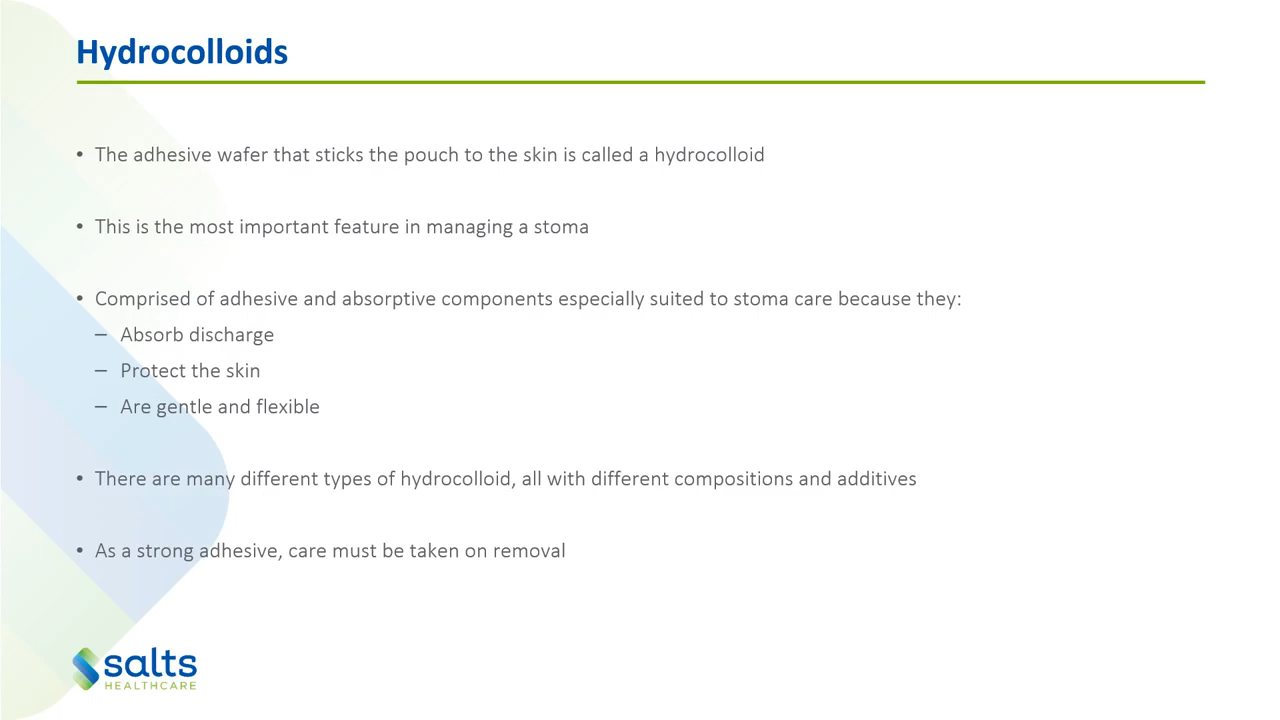 Hydrocolloids
• The adhesive wafer that sticks the pouch to the skin is called a hydrocolloid
• This is the most important feature in managing a stoma
• Comprised of adhesive and absorptive components especially suited to stoma care because they:
– Absorb discharge
– Protect the skin
– Are gentle and flexible
• There are many different types of hydrocolloid, all with different compositions and additives
• As a strong adhesive, care must be taken on removal
salts
HEALTHCARE